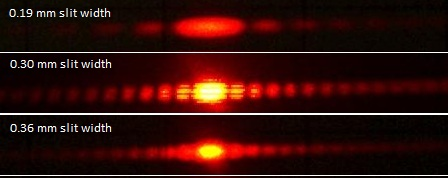 0.19 mm slit width
0.30 mm slit width
0.36 mm slit width